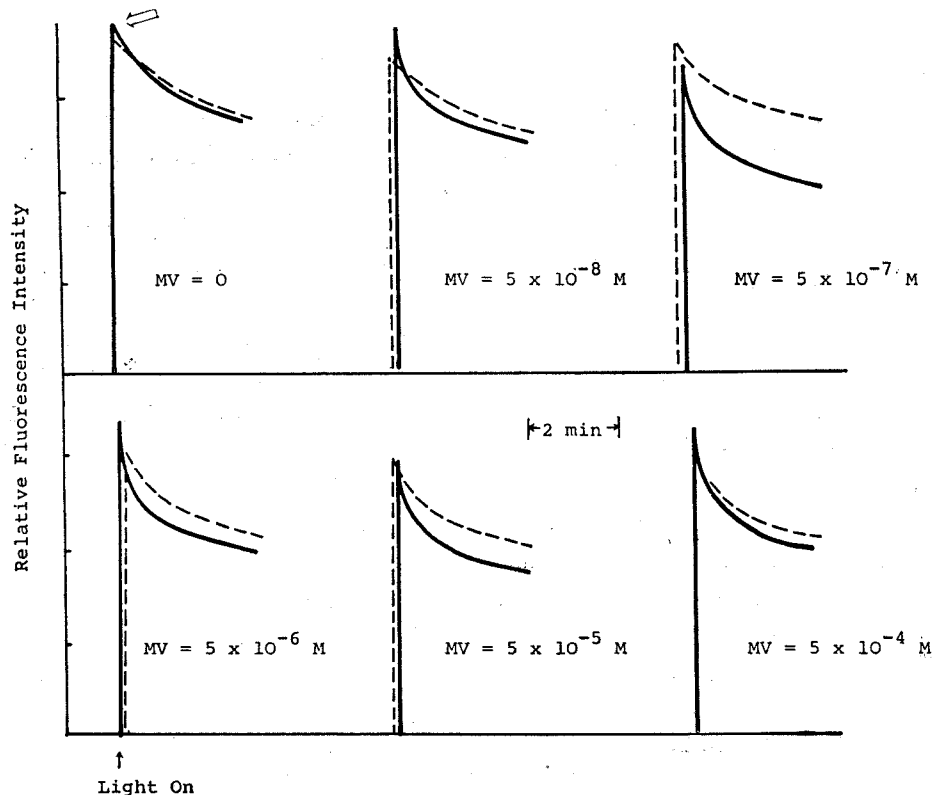 Relative Fluorescence Intensity
MV = 0
MV = 5 x 10⁻⁸ M
MV = 5 x 10⁻⁷ M
2 min
MV = 5 x 10⁻⁶ M
MV = 5 x 10⁻⁵ M
MV = 5 x 10⁻⁴ M
Light On